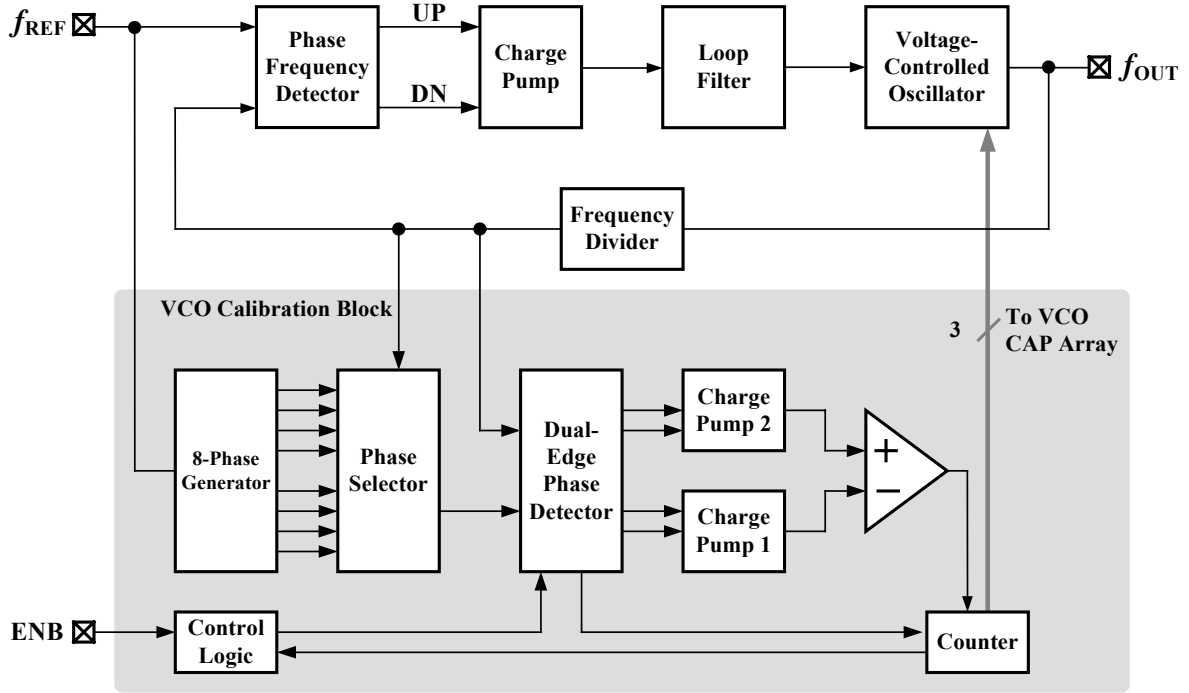 fREF
UP
DN
Phase
Frequency
Detector
Charge
Pump
Loop
Filter
Voltage-
Controlled
Oscillator
fOUT
Frequency
Divider
VCO Calibration Block
3
To VCO
CAP Array
8-Phase
Generator
Phase
Selector
Dual-
Edge
Phase
Detector
Charge
Pump 2
Charge
Pump 1
+
−
ENB
Control
Logic
Counter